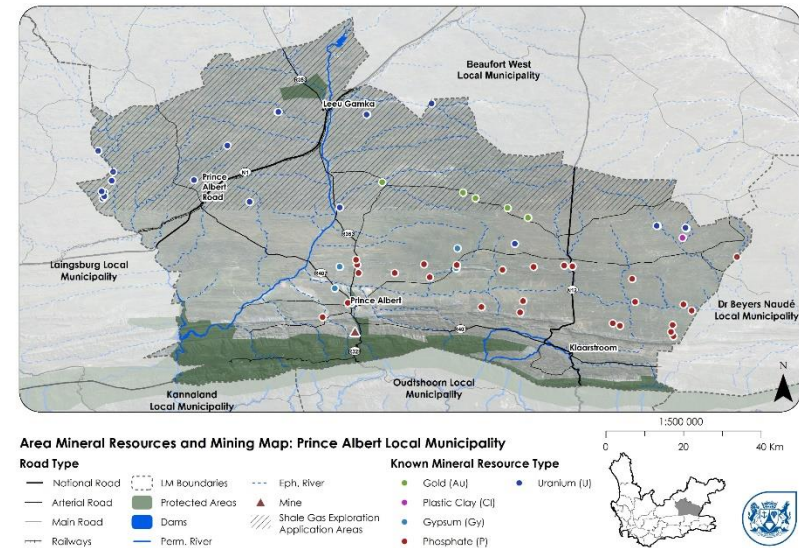 Beaufort West
Local Municipality
Leeu Gamka
N1
Prince
Albert
Road
Laingsburg Local
Municipality
Prince Albert
N12
Dr Beyers Naudé
Local Municipality
Klaarstroom
Kannaland
Local Municipality
Oudtshoorn Local
Municipality
N
1:500 000
0 20 40 Km
Area Mineral Resources and Mining Map: Prince Albert Local Municipality
Road Type
National Road
Arterial Road
Main Road
Railways
LM Boundaries
Protected Areas
Dams
Perm. River
Eph. River
Mine
Shale Gas Exploration
Application Areas
Known Mineral Resource Type
Gold (Au)
Plastic Clay (Cl)
Gypsum (Gy)
Phosphate (P)
Uranium (U)